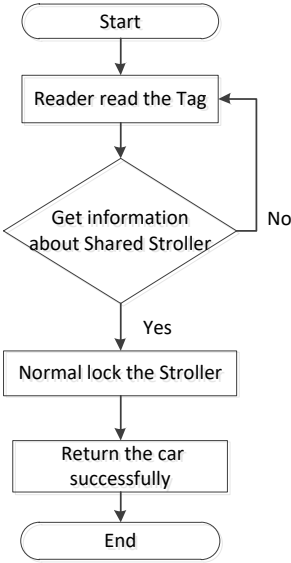 Start
Reader read the Tag
Get information
about Shared Stroller
No
Yes
Normal lock the Stroller
Return the car
successfully
End